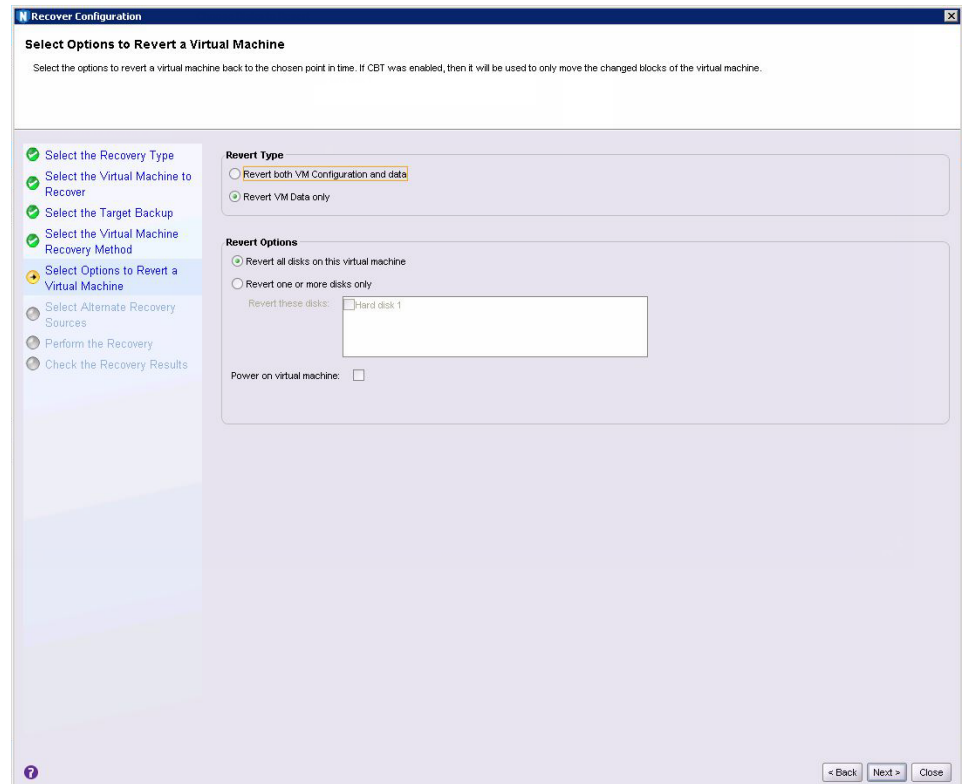 N Recover Configuration
Select Options to Revert a Virtual Machine
Select the options to revert a virtual machine back to the chosen point in time. If CBT was enabled, then it will be used to only move the changed blocks of the virtual machine.
Select the Recovery Type
Select the Virtual Machine to
Recover
Select the Target Backup
Select the Virtual Machine
Recovery Method
Select Options to Revert a
Virtual Machine
Select Alternate Recovery
Sources
Perform the Recovery
Check the Recovery Results
Revert Type
Revert both VM Configuration and data
Revert VM Data only
Revert Options
Revert all disks on this virtual machine
Revert one or more disks only
Revert these disks:
Hard disk 1
Power on virtual machine:
?
< Back
Next >
Close